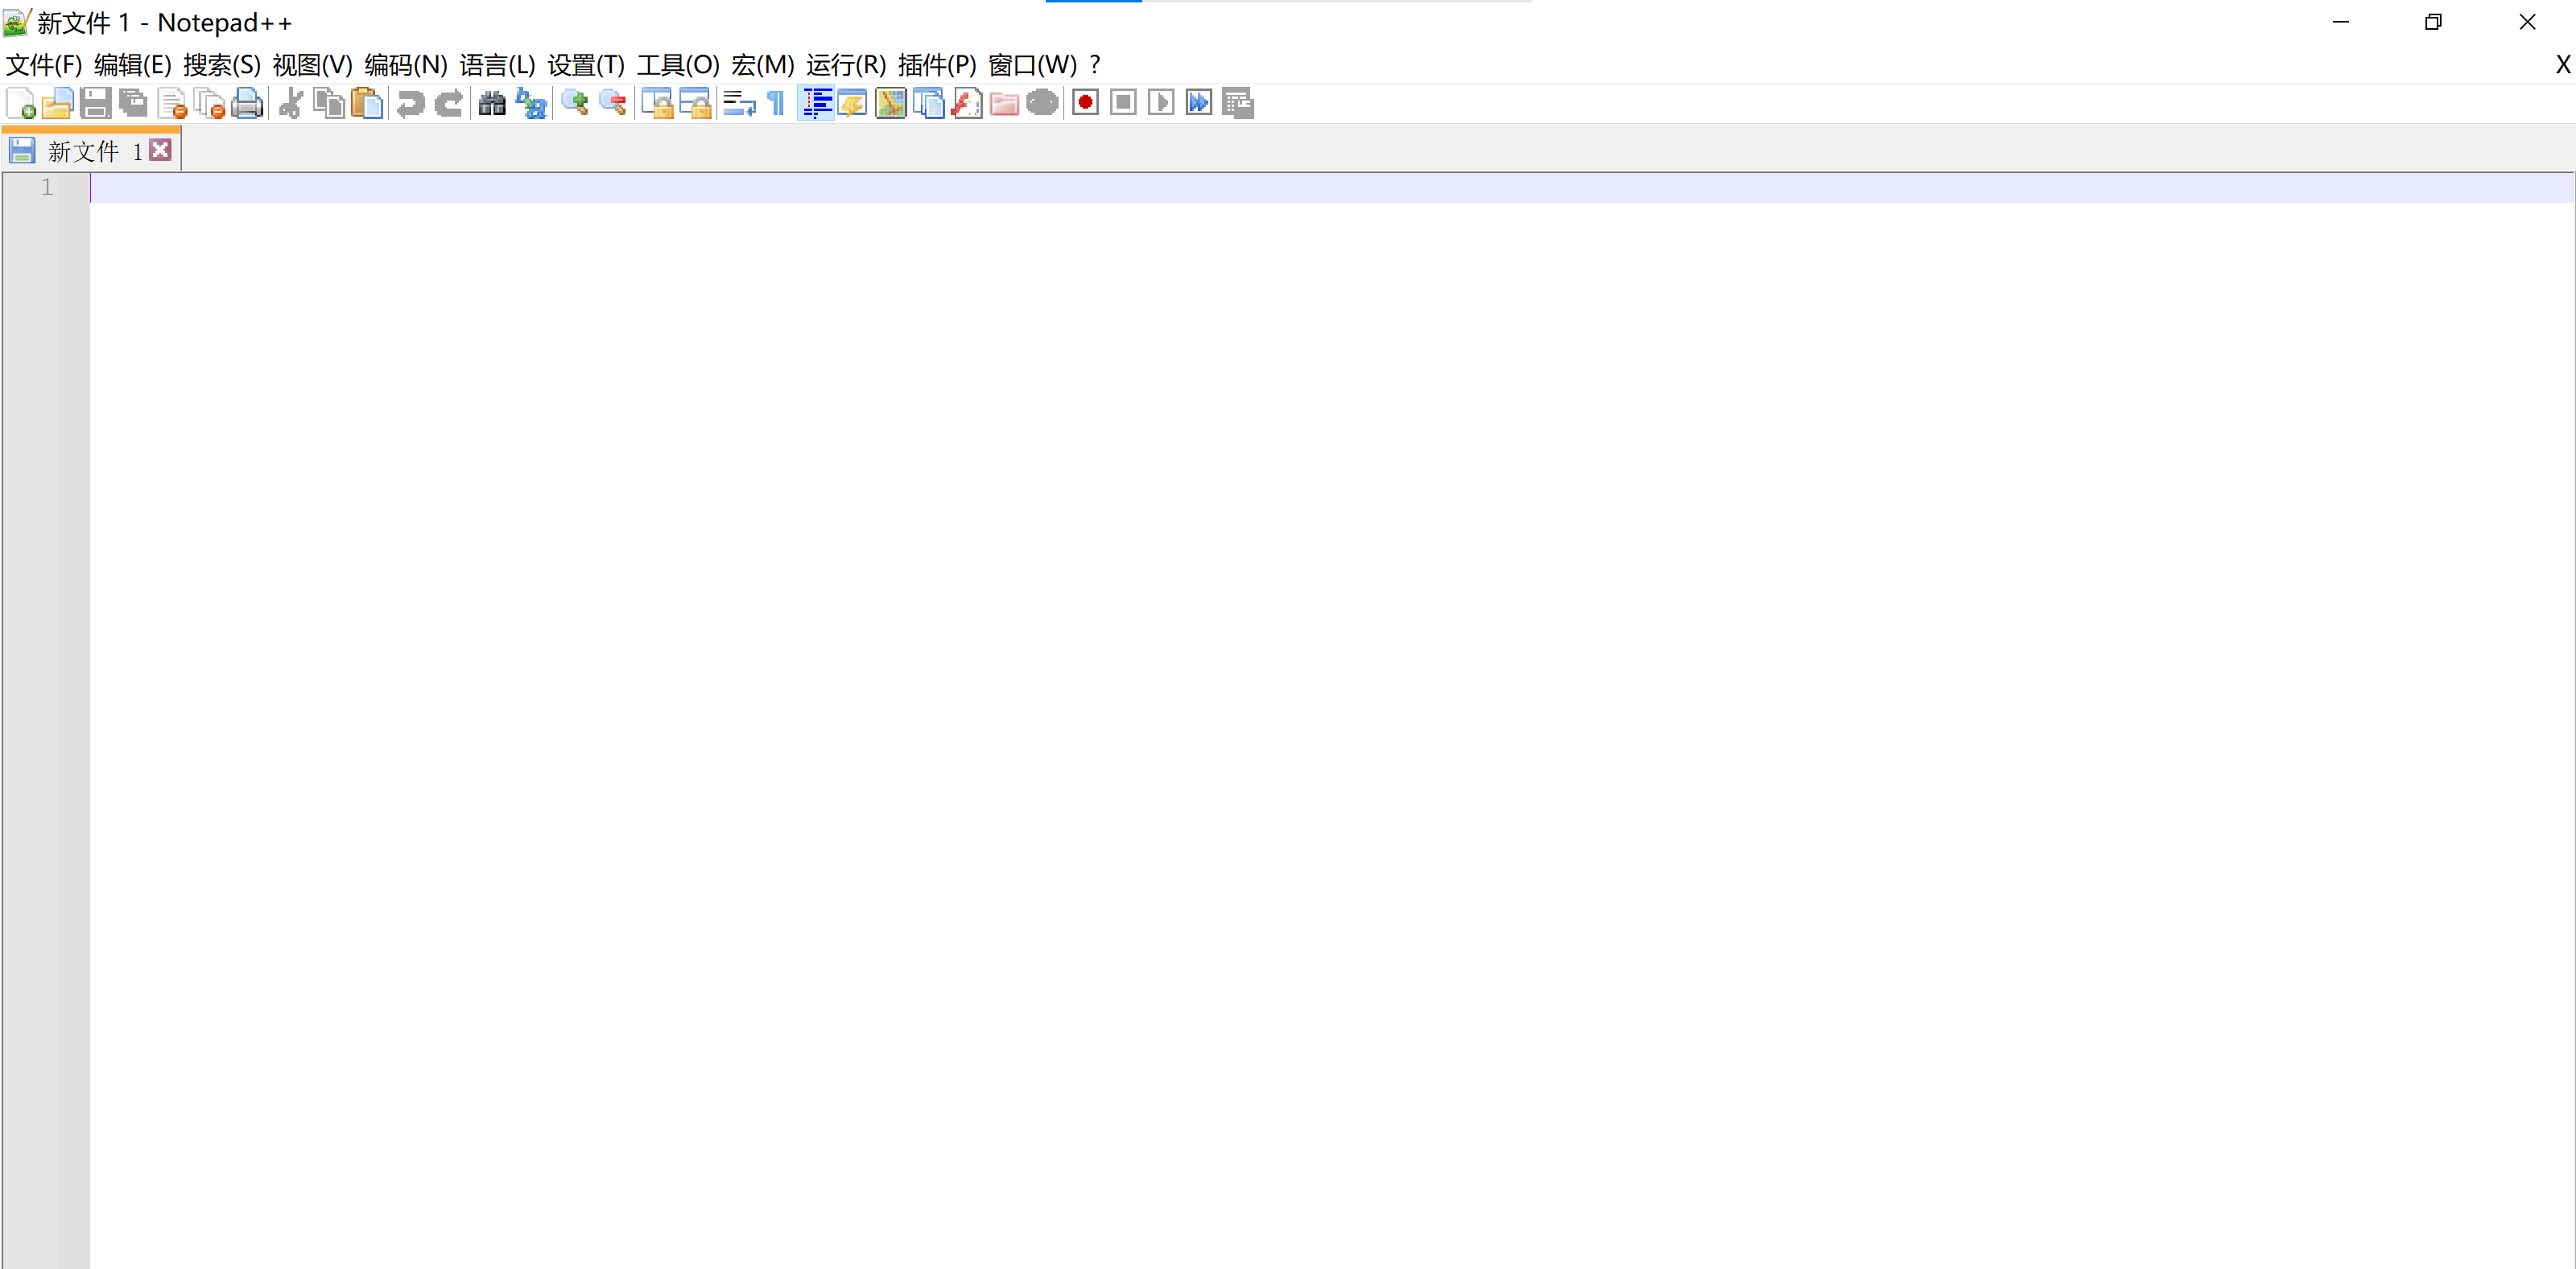 新文件 1 - Notepad++
文件(F) 编辑(E) 搜索(S) 视图(V) 编码(N) 语言(L) 设置(T) 工具(O) 宏(M) 运行(R) 插件(P) 窗口(W) ? X
新文件 1
1